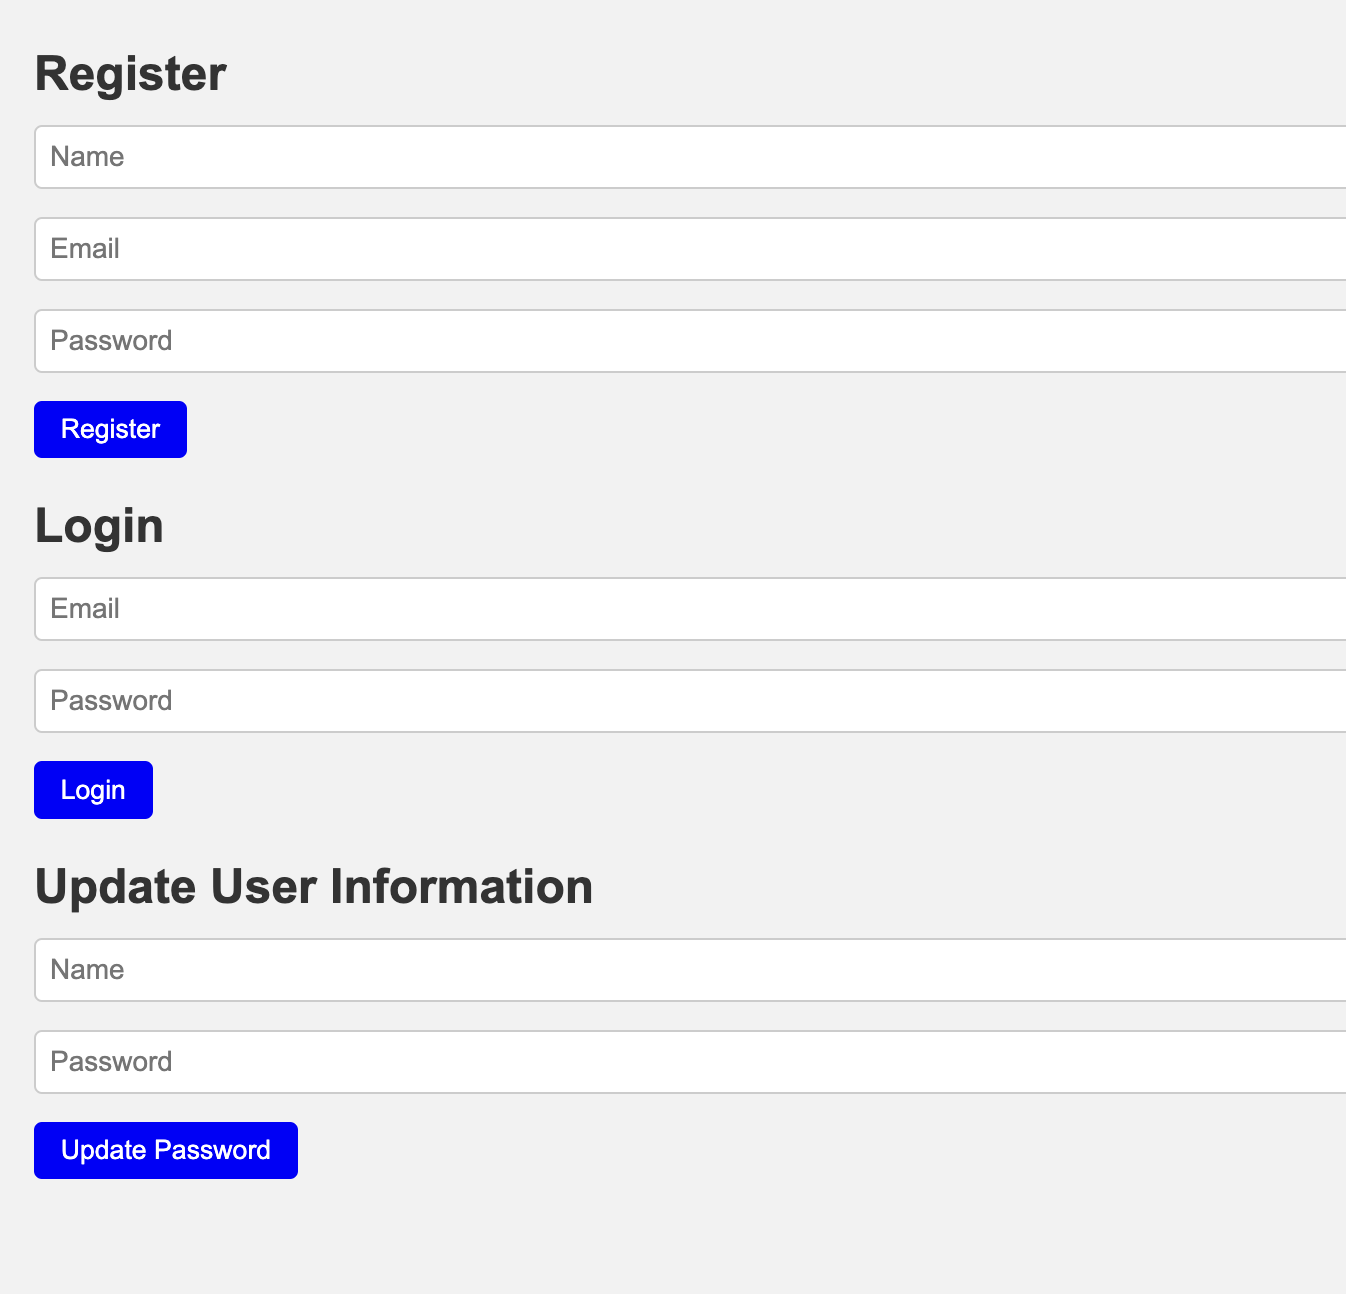 Register
Name
Email
Password
Register
Login
Email
Password
Login
Update User Information
Name
Password
Update Password